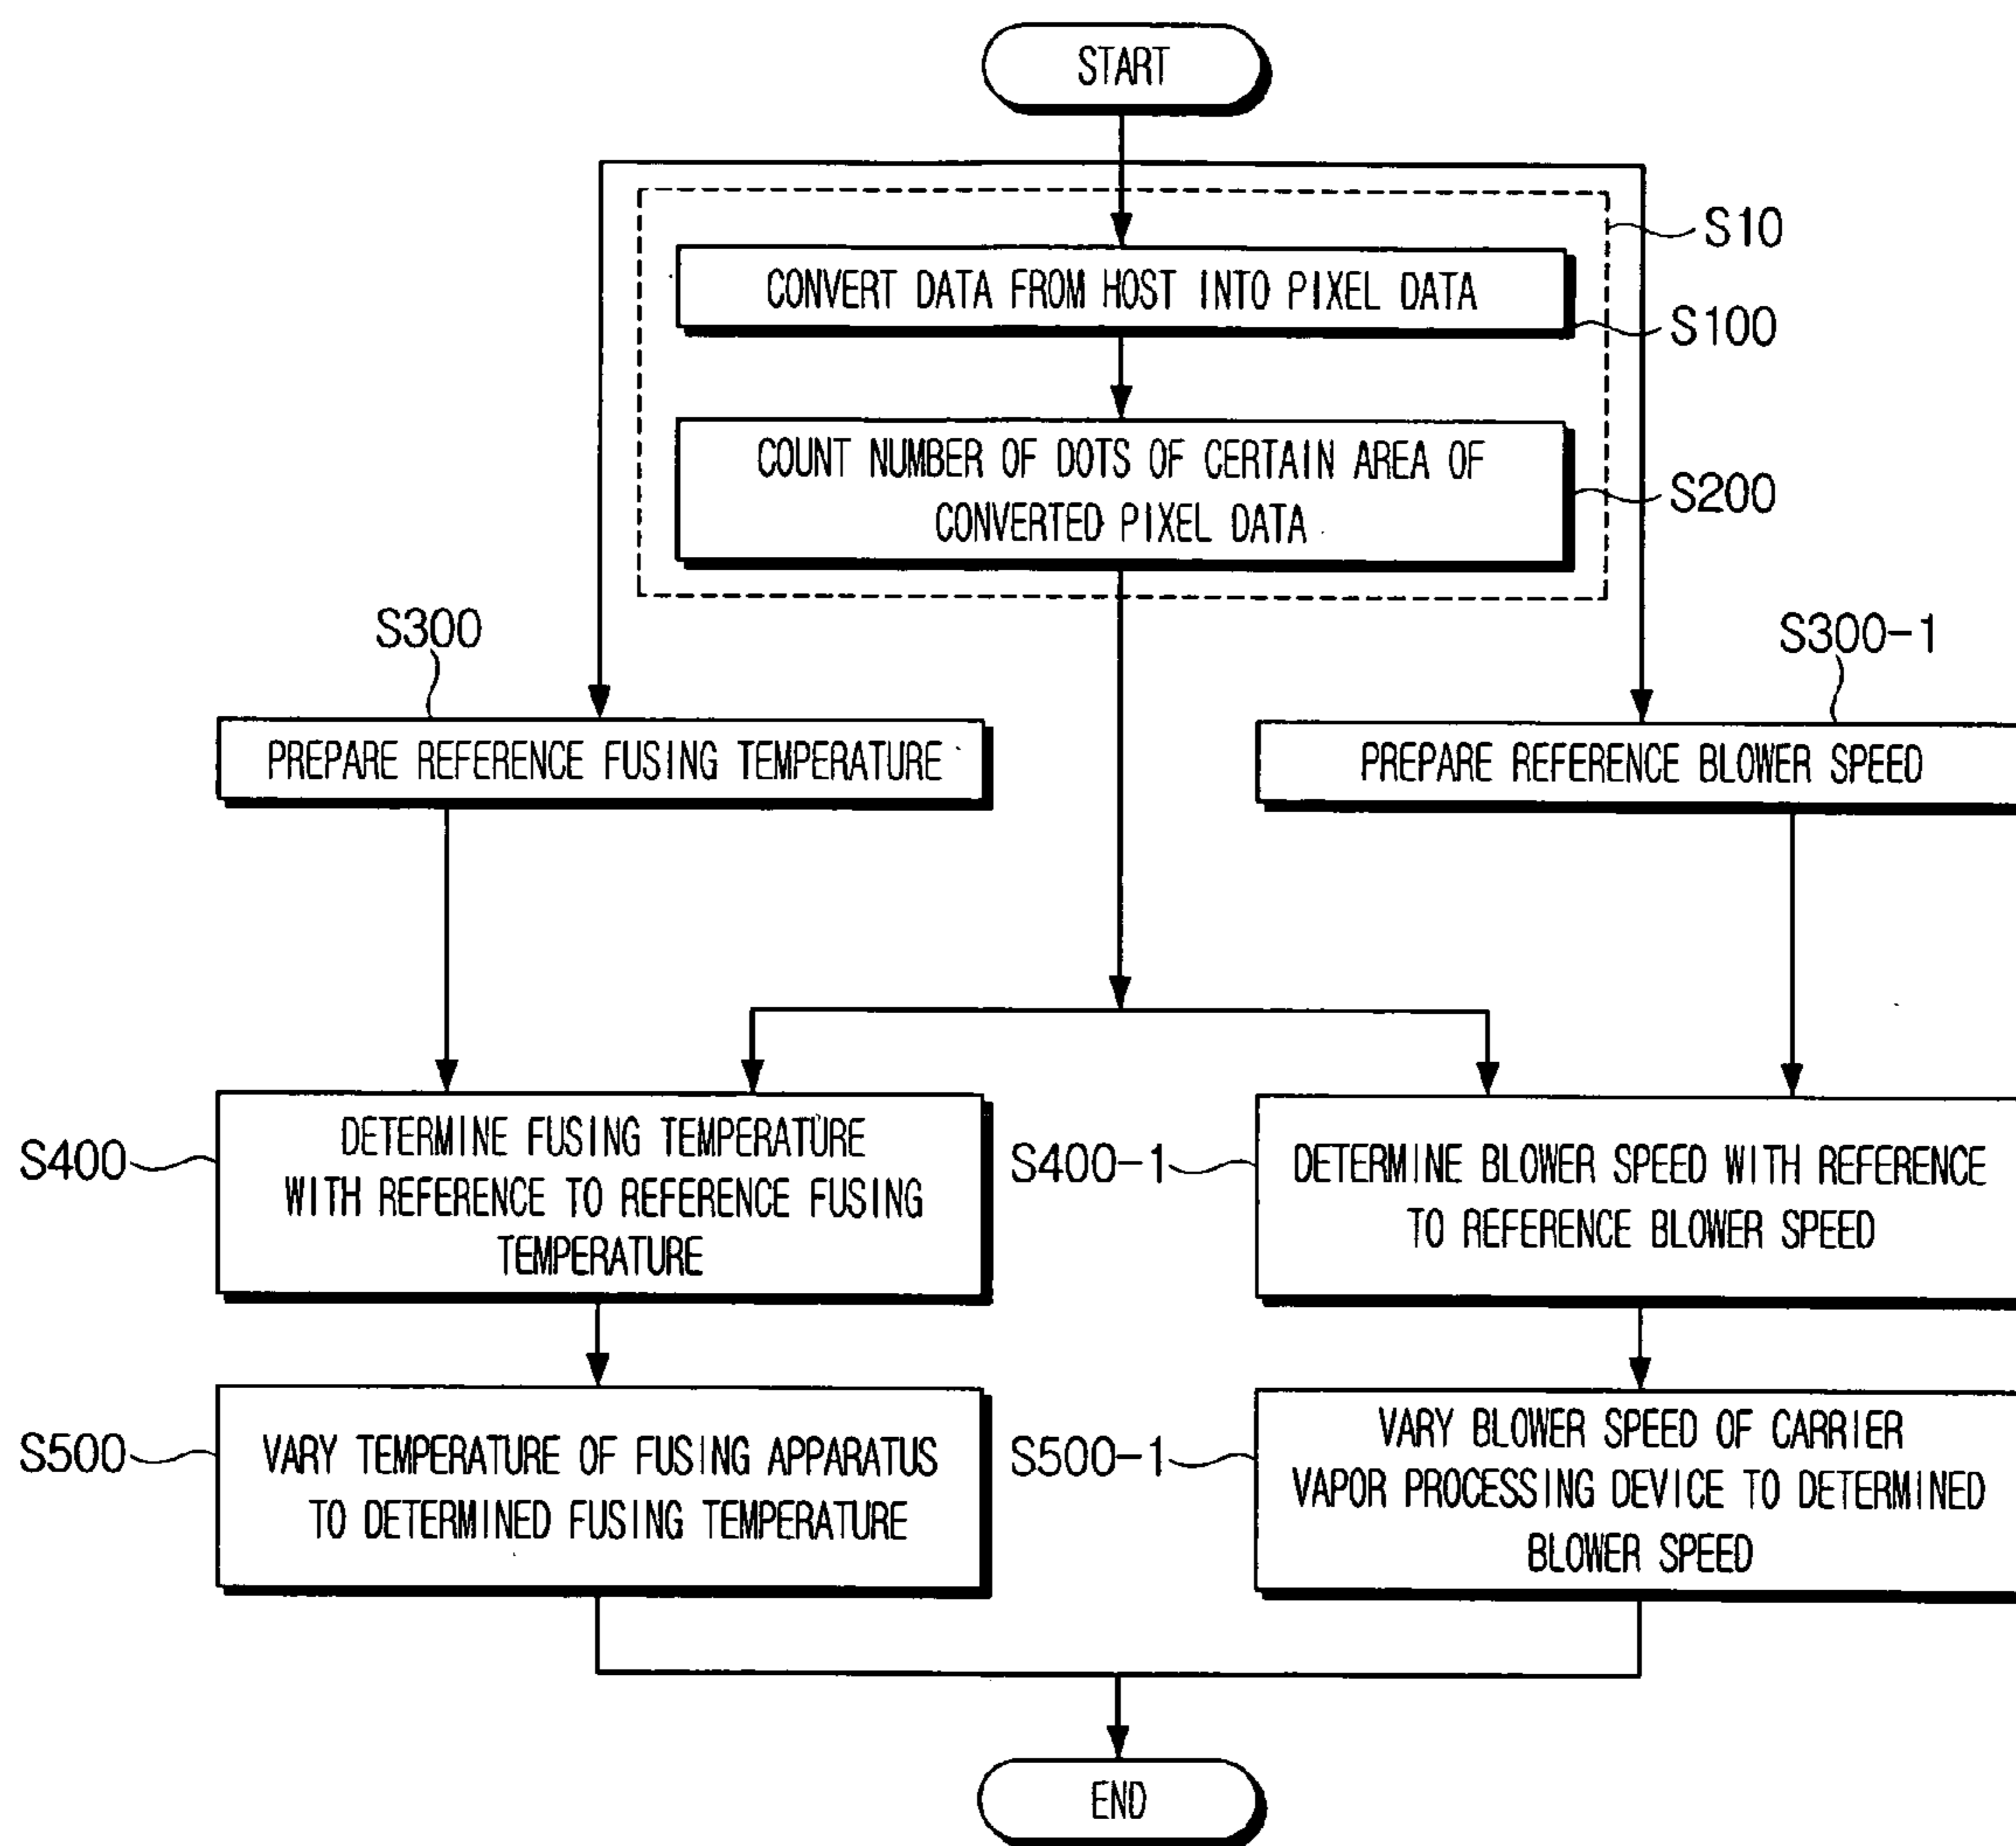 START
S10
CONVERT DATA FROM HOST INTO PIXEL DATA
S100
COUNT NUMBER OF DOTS OF CERTAIN AREA OF
CONVERTED PIXEL DATA
S200
S300
S300-1
PREPARE REFERENCE FUSING TEMPERATURE
PREPARE REFERENCE BLOWER SPEED
S400
DETERMINE FUSING TEMPERATURE
WITH REFERENCE TO REFERENCE FUSING
TEMPERATURE
S400-1
DETERMINE BLOWER SPEED WITH REFERENCE
TO REFERENCE BLOWER SPEED
S500
VARY TEMPERATURE OF FUSING APPARATUS
TO DETERMINED FUSING TEMPERATURE
S500-1
VARY BLOWER SPEED OF CARRIER
VAPOR PROCESSING DEVICE TO DETERMINED
BLOWER SPEED
END